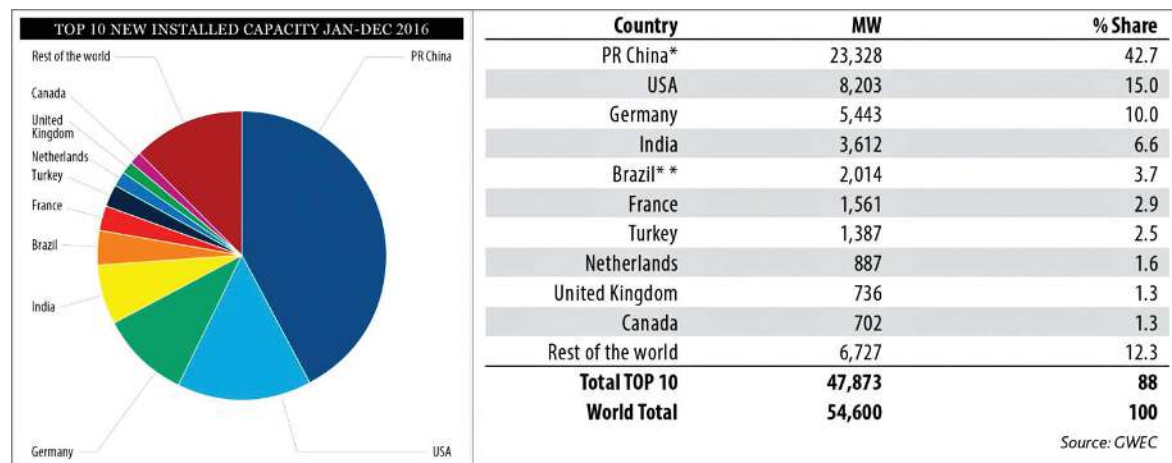 TOP 10 NEW INSTALLED CAPACITY JAN-DEC 2016
Rest of the world
PR China
Canada
United
Kingdom
Netherlands
Turkey
France
Brazil
India
Germany
USA
Country MW % Share
PR China* 23,328 42.7
USA 8,203 15.0
Germany 5,443 10.0
India 3,612 6.6
Brazil* * 2,014 3.7
France 1,561 2.9
Turkey 1,387 2.5
Netherlands 887 1.6
United Kingdom 736 1.3
Canada 702 1.3
Rest of the world 6,727 12.3
Total TOP 10 47,873 88
World Total 54,600 100
Source: GWEC